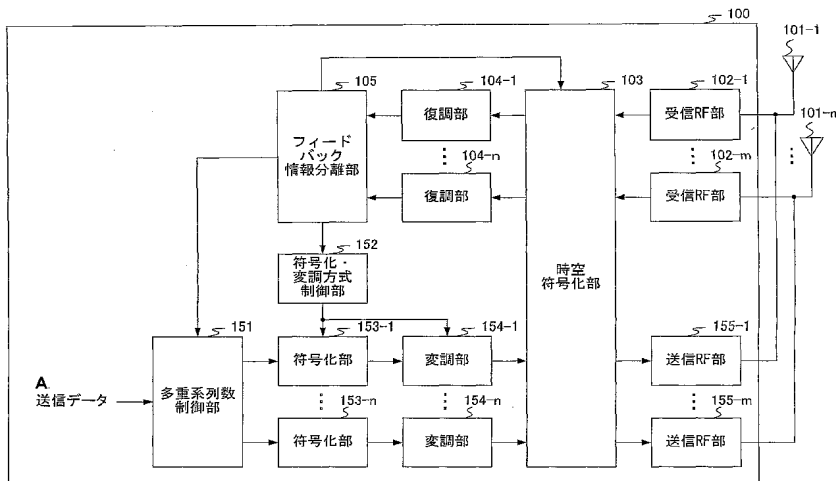 100
101-1
105
104-1
103
102-1
フィード
バック
情報分離部
復調部
受信RF部
101-n
104-n
102-m
復調部
受信RF部
152
符号化・
変調方式
制御部
時空
符号化部
151
153-1
154-1
155-1
符号化部
変調部
送信RF部
A
送信データ
多重系列数
制御部
153-n
154-n
155-m
符号化部
変調部
送信RF部